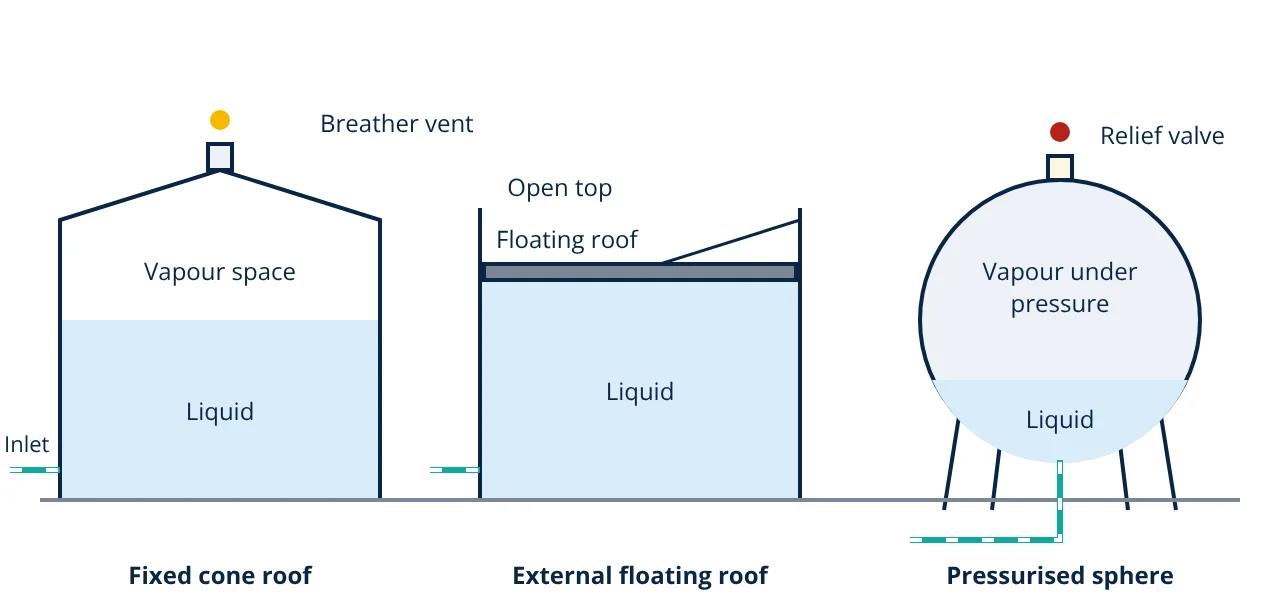 Breather vent
Relief valve
Open top
Floating roof
Vapour space
Vapour under
pressure
Liquid
Liquid
Liquid
Inlet
Fixed cone roof
External floating roof
Pressurised sphere